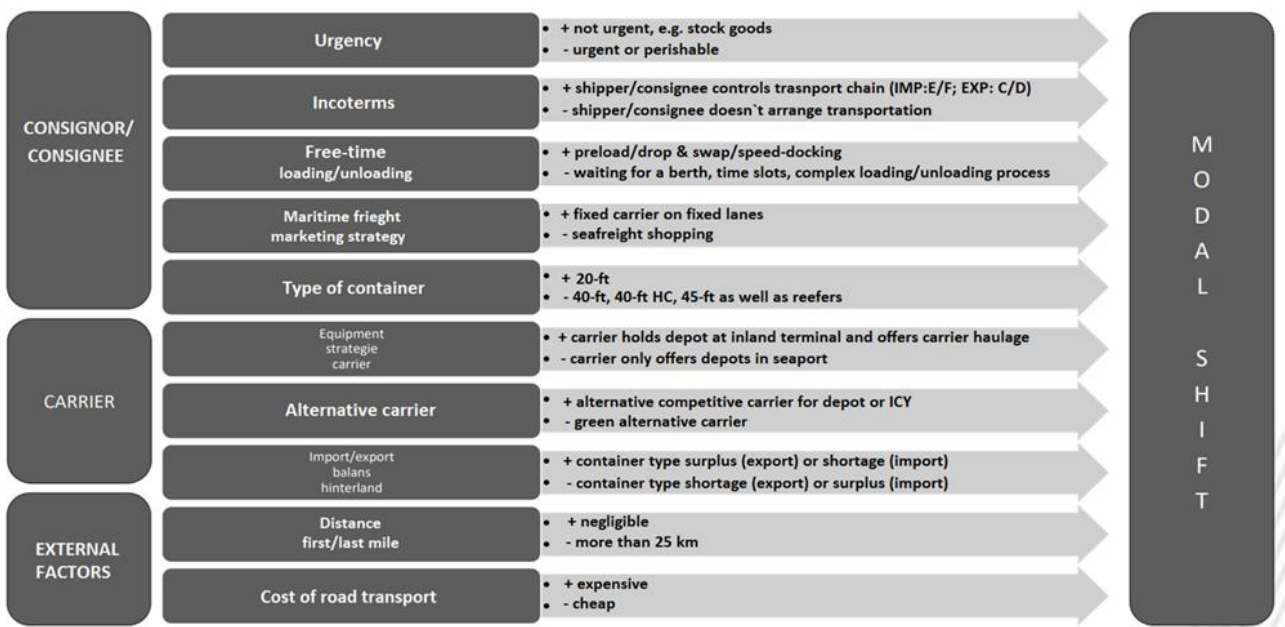 CONSIGNOR/
CONSIGNEE
Urgency
• + not urgent, e.g. stock goods
• - urgent or perishable
Incoterms
• + shipper/consignee controls trasnport chain (IMP:E/F; EXP: C/D)
• - shipper/consignee doesn`t arrange transportation
Free-time
loading/unloading
• + preload/drop & swap/speed-docking
• - waiting for a berth, time slots, complex loading/unloading process
Maritime frieght
marketing strategy
• + fixed carrier on fixed lanes
• - seafreight shopping
Type of container
• + 20-ft
• - 40-ft, 40-ft HC, 45-ft as well as reefers
CARRIER
Equipment
strategie
carrier
• + carrier holds depot at inland terminal and offers carrier haulage
• - carrier only offers depots in seaport
Alternative carrier
• + alternative competitive carrier for depot or ICY
• - green alternative carrier
Import/export
balans
hinterland
• + container type surplus (export) or shortage (import)
• - container type shortage (export) or surplus (import)
EXTERNAL
FACTORS
Distance
first/last mile
• + negligible
• - more than 25 km
Cost of road transport
• + expensive
• - cheap
M
O
D
A
L
S
H
I
F
T